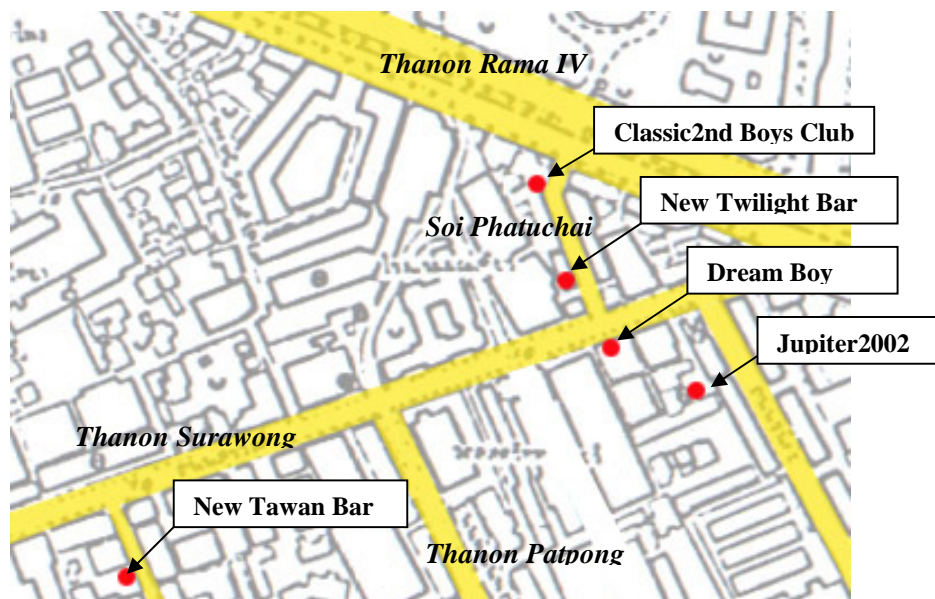 Thanon Rama IV
Classic2nd Boys Club
New Twilight Bar
Soi Phatuchai
Dream Boy
Jupiter2002
Thanon Surawong
New Tawan Bar
Thanon Patpong